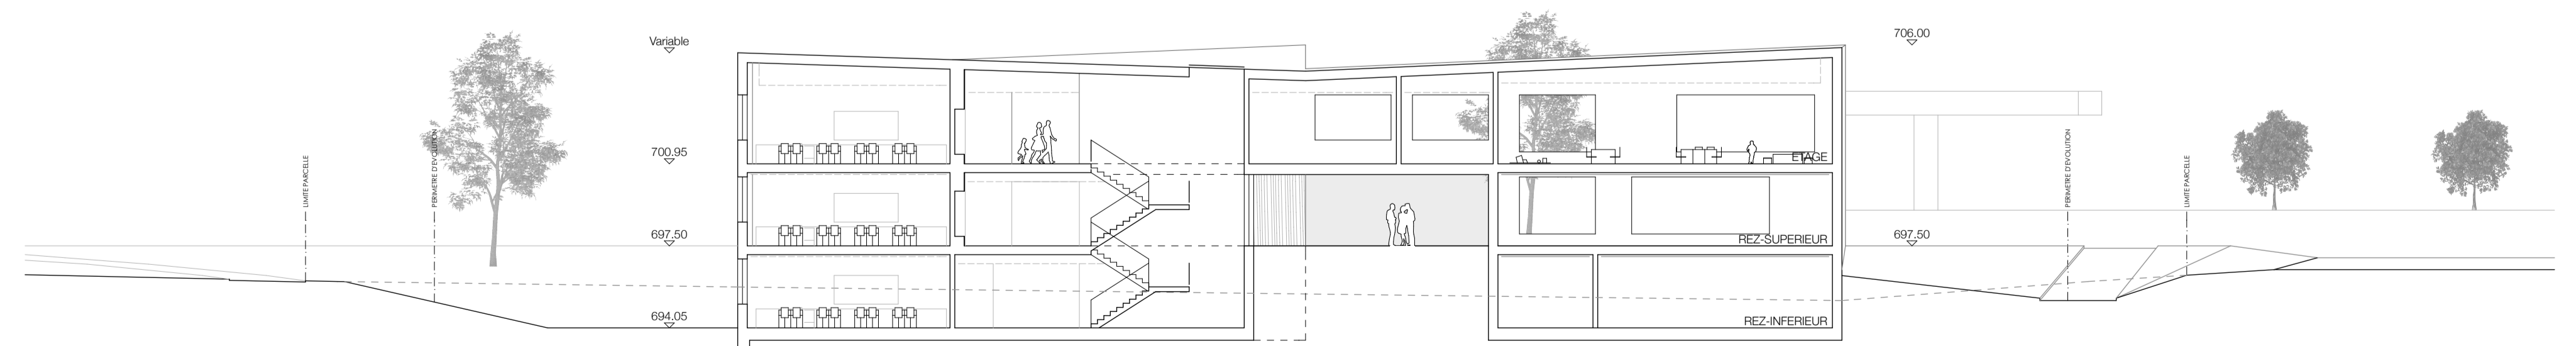 Variable
706.00
LIMITE PARCELLE
PERIMETRE D'EVOLUTION
700.95
ETAGE
PERIMETRE D'EVOLUTION
LIMITE PARCELLE
697.50
REZ-SUPERIEUR
697.50
694.05
REZ-INFERIEUR